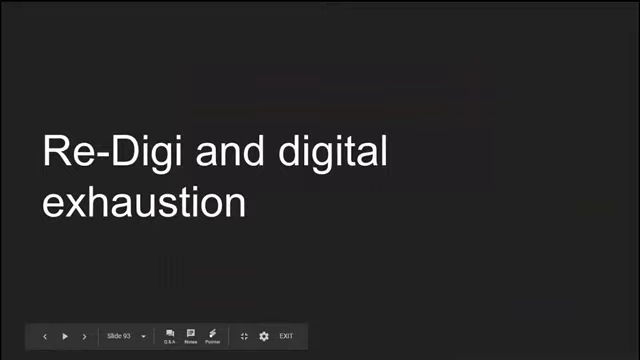 Re-Digi and digital
exhaustion
Slide 93
Q&A
Notes
Pointer
EXIT